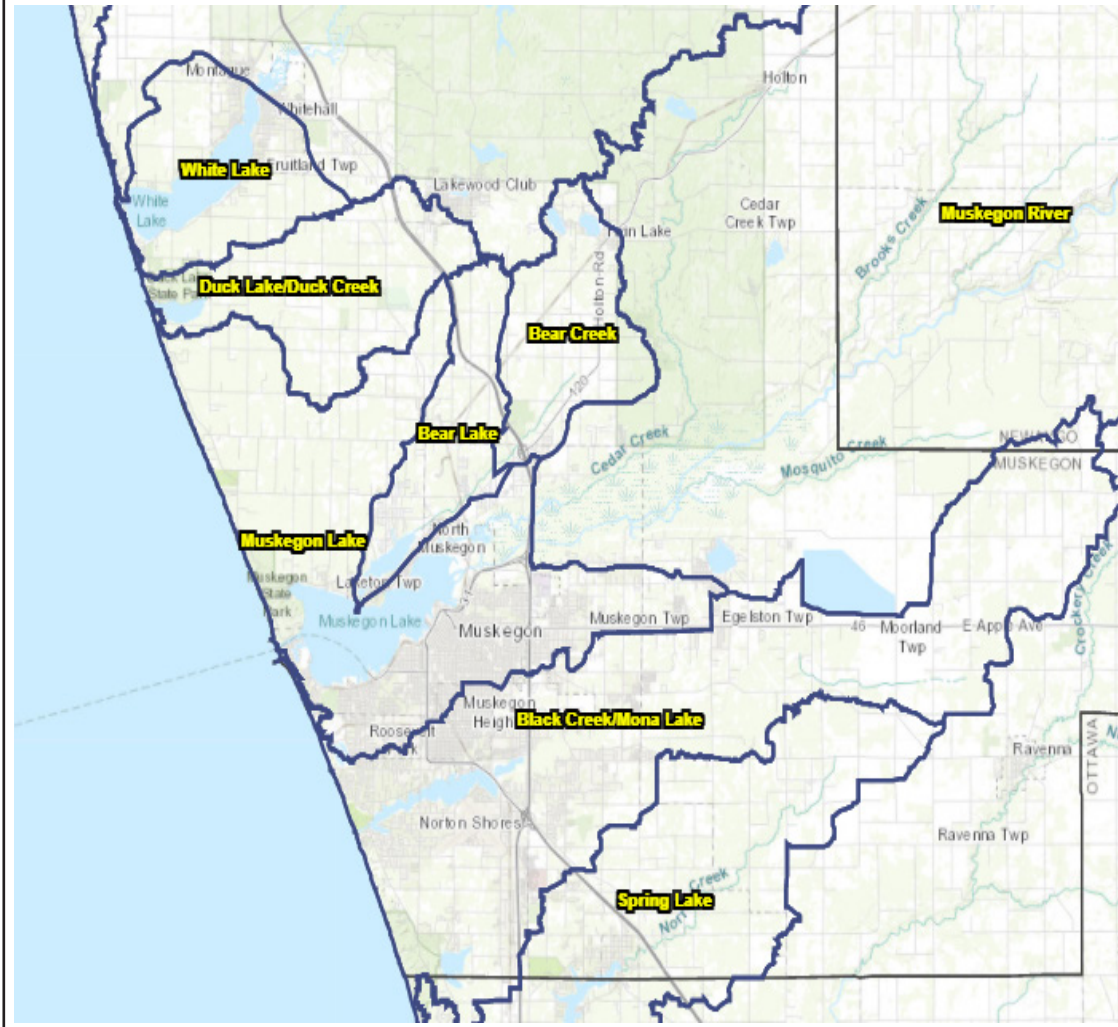 Montague
Holton
Whitehall
White Lake
Fruitland Twp
Lakewood Club
White
Lake
Cedar
Creek Twp
Muskegon River
Twin Lake
Brooks Creek
Duck Lake/Duck Creek
State Park
Holton Rd
Bear Creek
120
Bear Lake
Cedar Creek
Mosquito Creek
NEWAYGO
MUSKEGON
Muskegon Lake
North
Muskegon
Muskegon
State
Park
Laketon Twp
Muskegon Lake
Muskegon
Muskegon Twp
Egelston Twp
46
Moorland
Twp
E Apple Ave
Crockery Creek
Muskegon
Heights
Black Creek/Mona Lake
Roosevelt
Park
Ravenna
OTTAWA
Norton Shores
Ravenna Twp
Spring Lake
Creek